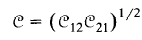 𝒞 = (𝒞₁₂𝒞₂₁)^{1/2}